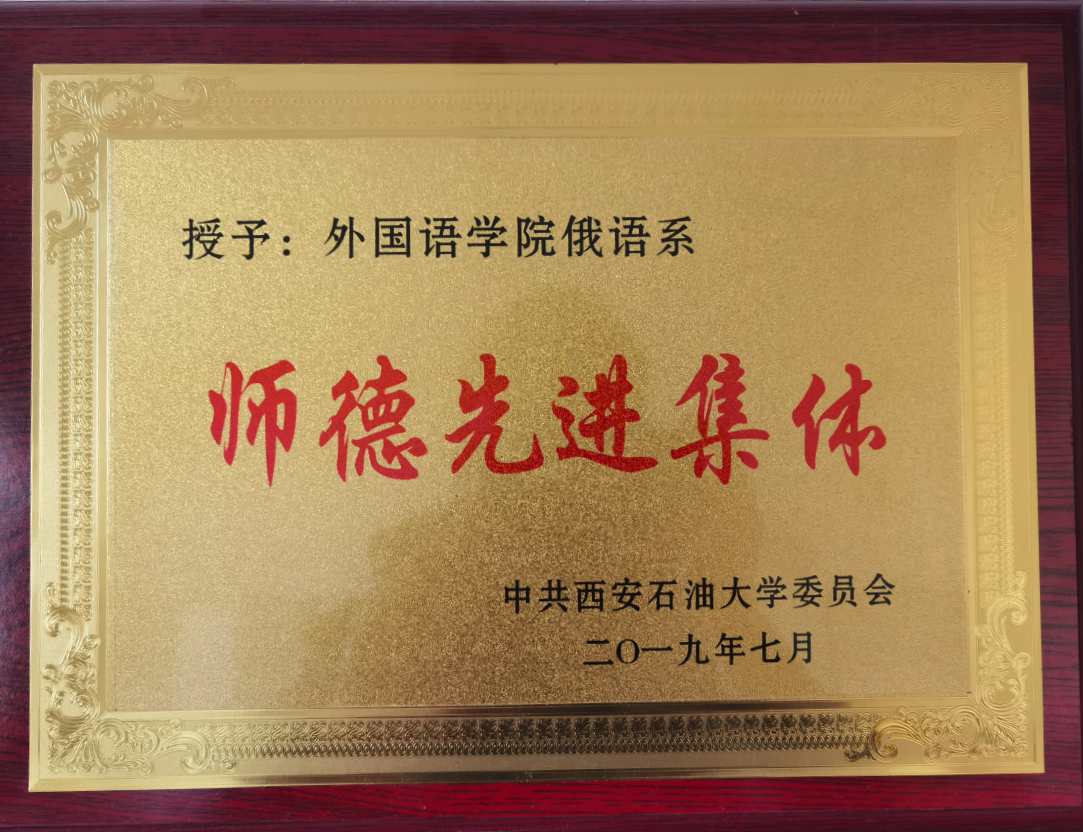 授予：外国语学院俄语系
师德先进集体
中共西安石油大学委员会
二〇一九年七月